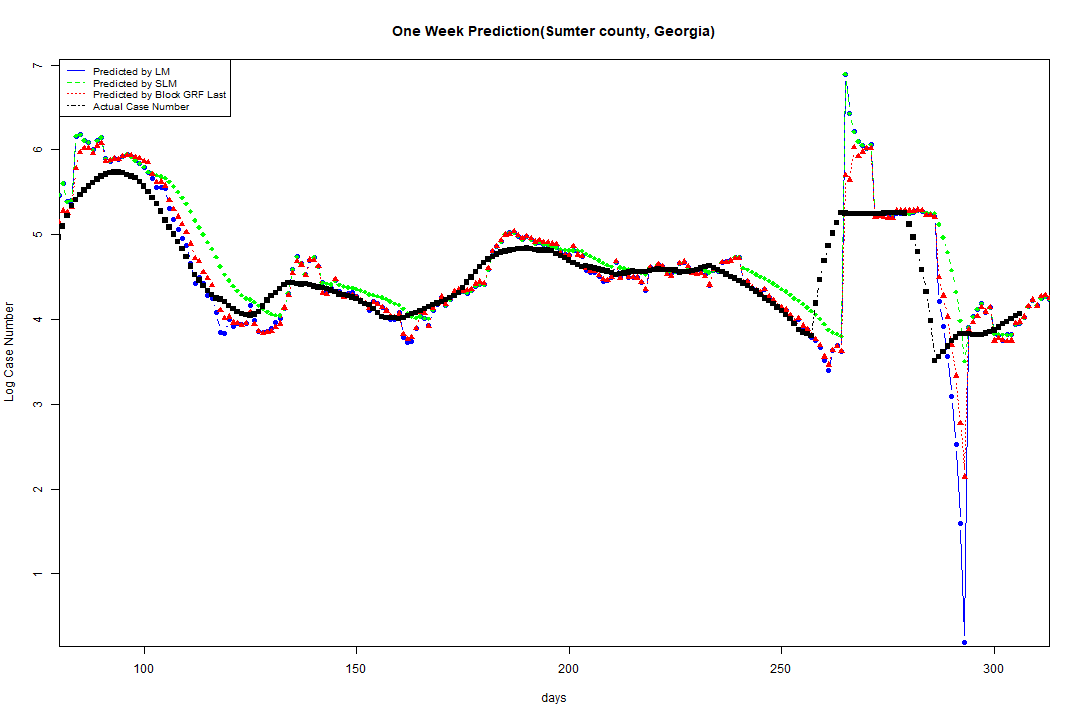 One Week Prediction(Sumter county, Georgia)
Predicted by LM
Predicted by SLM
Predicted by Block GRF Last
Actual Case Number
7
6
5
4
3
2
1
Log Case Number
100 150 200 250 300
days